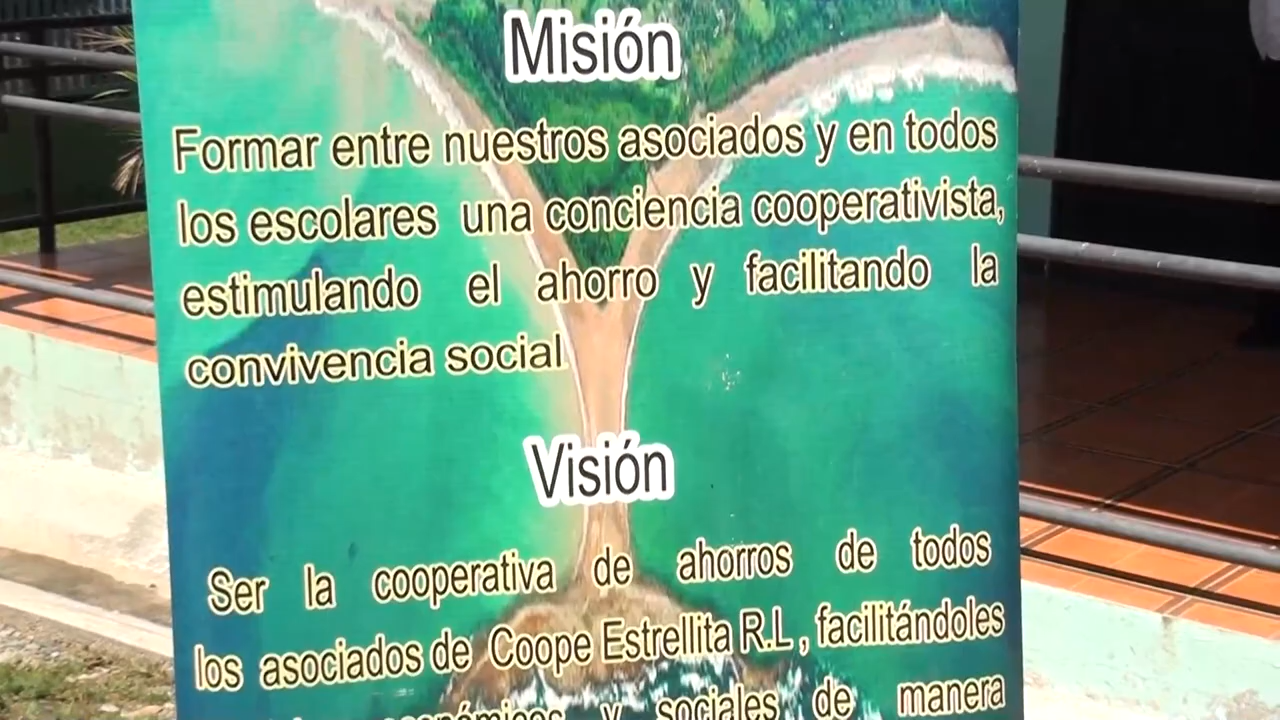 Misión
Formar entre nuestros asociados y en todos
los escolares una conciencia cooperativista,
estimulando el ahorro y facilitando la
convivencia social
Visión
Ser la cooperativa de ahorros de todos
los asociados de Coope Estrellita R.L , facilitándoles
económicos y sociales de manera